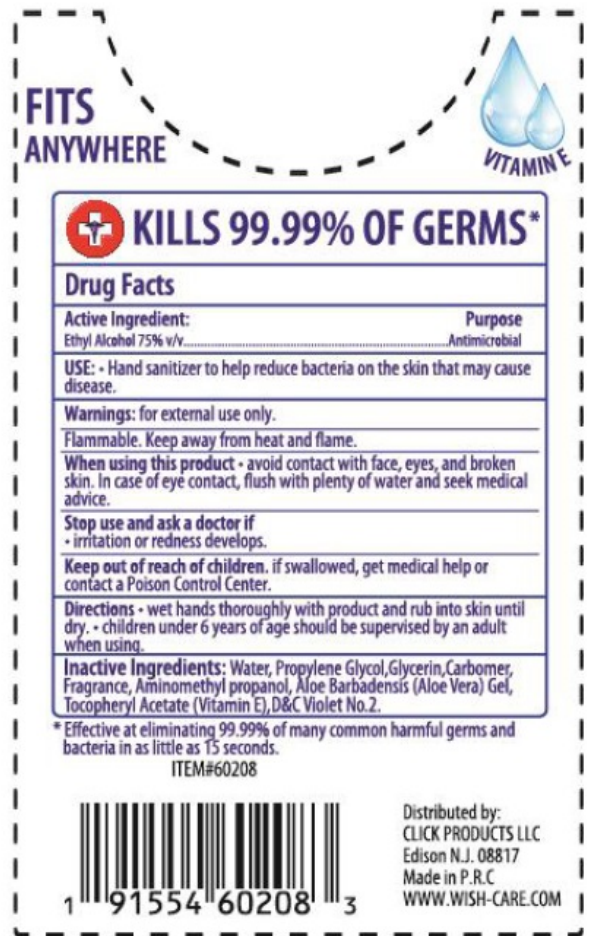 FITS
ANYWHERE
VITAMIN E
KILLS 99.99% OF GERMS*
Drug Facts
Active Ingredient: Purpose
Ethyl Alcohol 75% v/v........................................................Antimicrobial
USE: • Hand sanitizer to help reduce bacteria on the skin that may cause
disease.
Warnings: for external use only.
Flammable. Keep away from heat and flame.
When using this product • avoid contact with face, eyes, and broken
skin. In case of eye contact, flush with plenty of water and seek medical
advice.
Stop use and ask a doctor if
• irritation or redness develops.
Keep out of reach of children. if swallowed, get medical help or
contact a Poison Control Center.
Directions • wet hands thoroughly with product and rub into skin until
dry. • children under 6 years of age should be supervised by an adult
when using.
Inactive Ingredients: Water, Propylene Glycol,Glycerin,Carbomer,
Fragrance, Aminomethyl propanol, Aloe Barbadensis (Aloe Vera) Gel,
Tocopheryl Acetate (Vitamin E),D&C Violet No.2.
* Effective at eliminating 99.99% of many common harmful germs and
bacteria in as little as 15 seconds.
ITEM#60208
1 91554 60208 3
Distributed by:
CLICK PRODUCTS LLC
Edison N.J. 08817
Made in P.R.C
WWW.WISH-CARE.COM